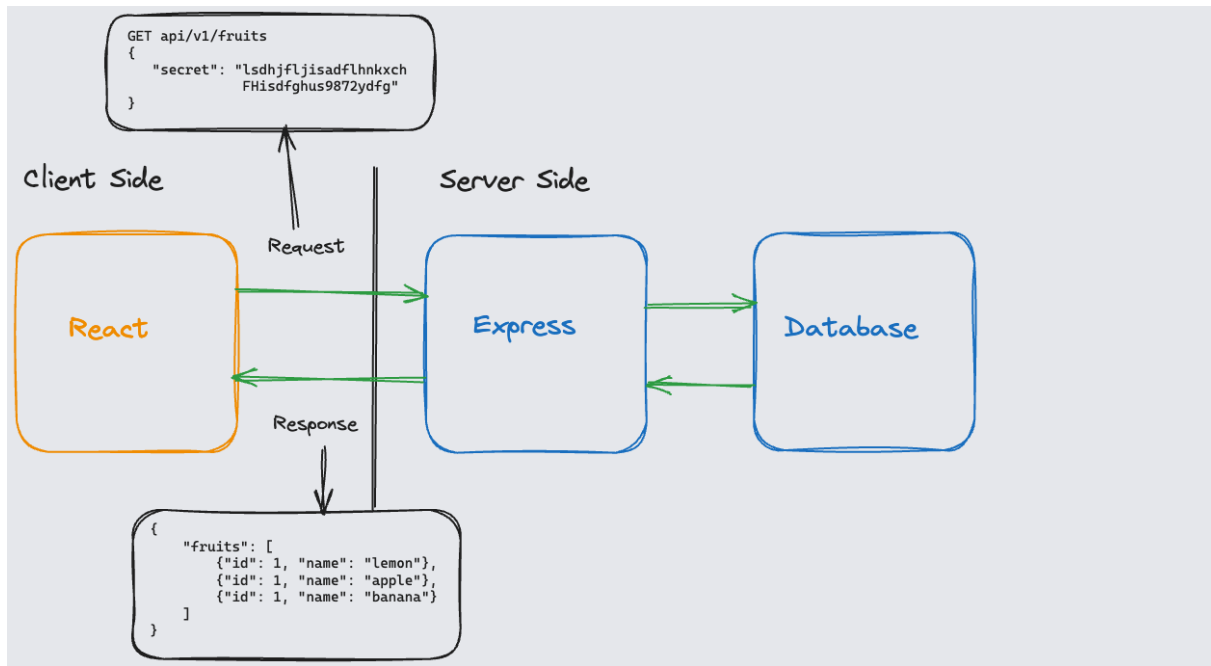 GET api/v1/fruits
{
"secret": "lsdhjfljisadflhnkxch
FHisdfghus9872ydfg"
}
Client Side
Server Side
Request
React
Express
Database
Response
{
"fruits": [
{"id": 1, "name": "lemon"},
{"id": 1, "name": "apple"},
{"id": 1, "name": "banana"}
]
}